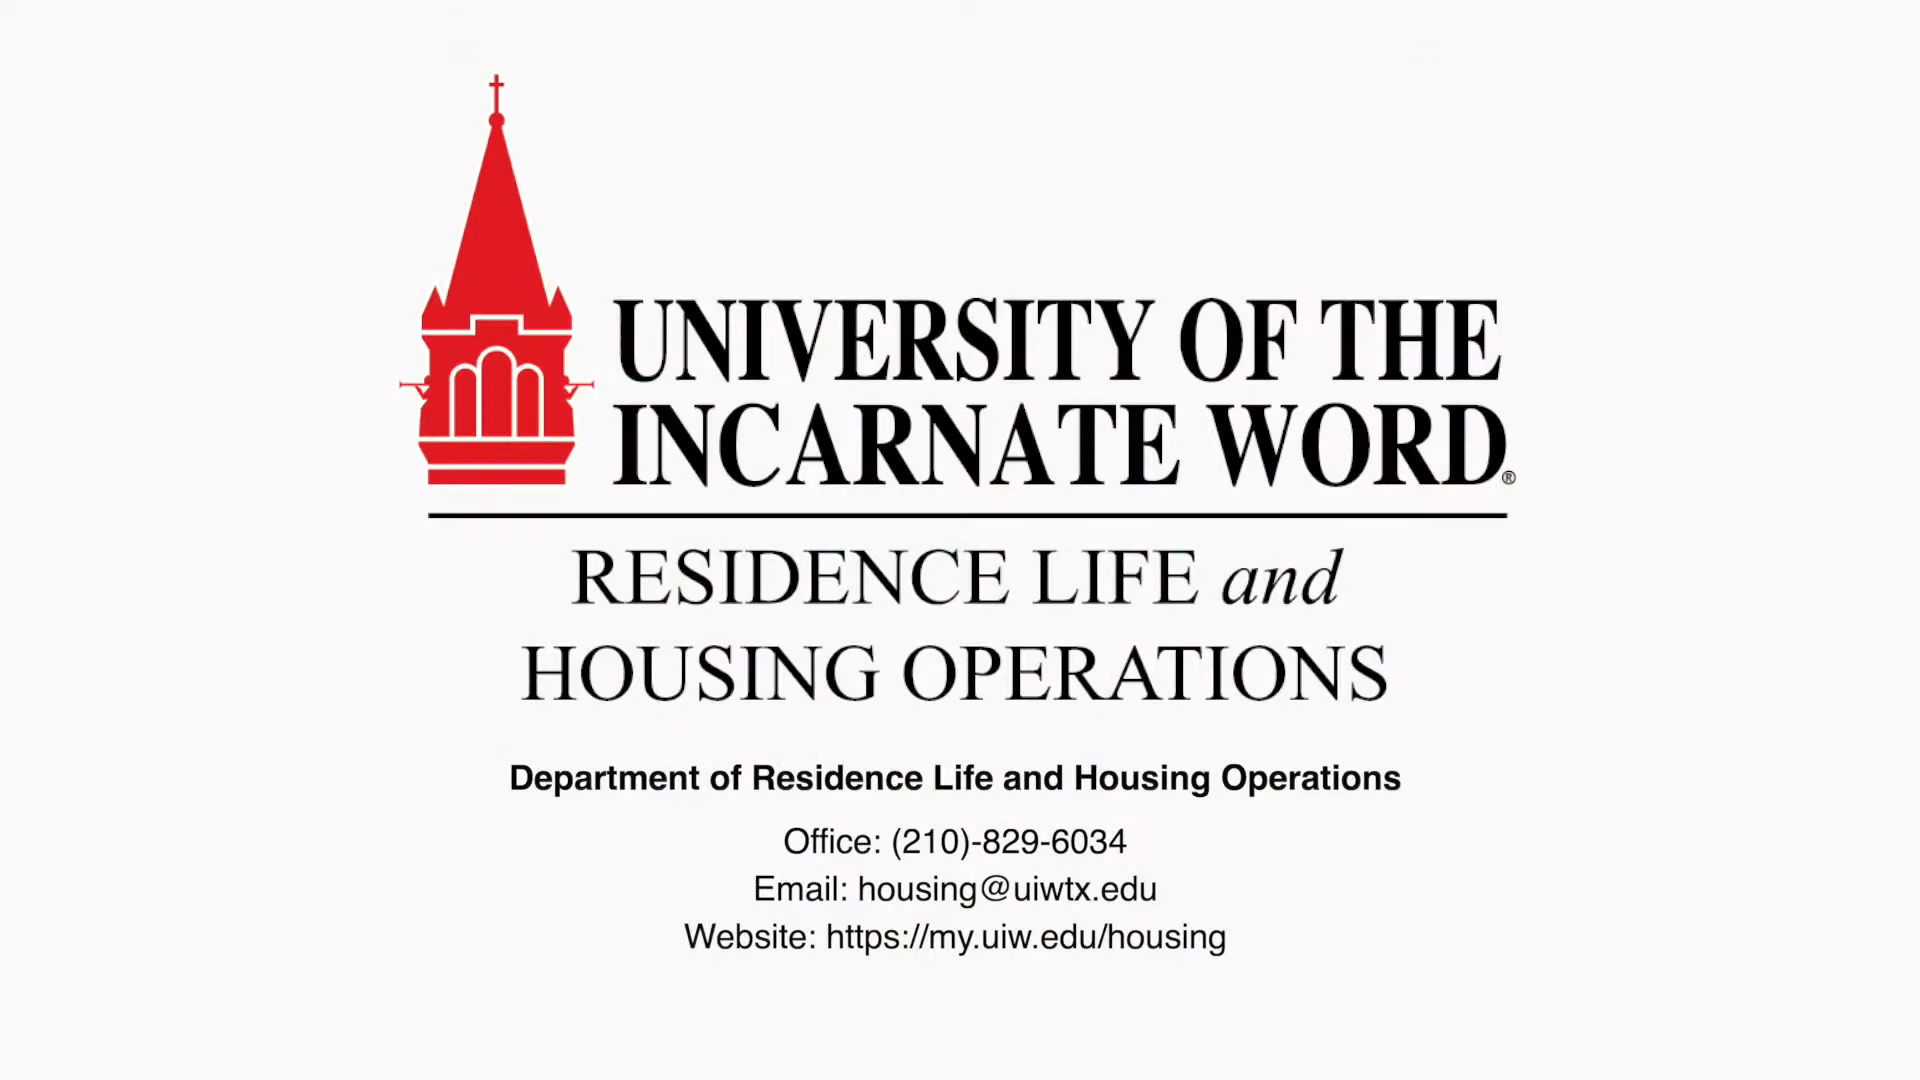 UNIVERSITY OF THE
INCARNATE WORD®
RESIDENCE LIFE and
HOUSING OPERATIONS
Department of Residence Life and Housing Operations
Office: (210)-829-6034
Email: housing@uiwtx.edu
Website: https://my.uiw.edu/housing